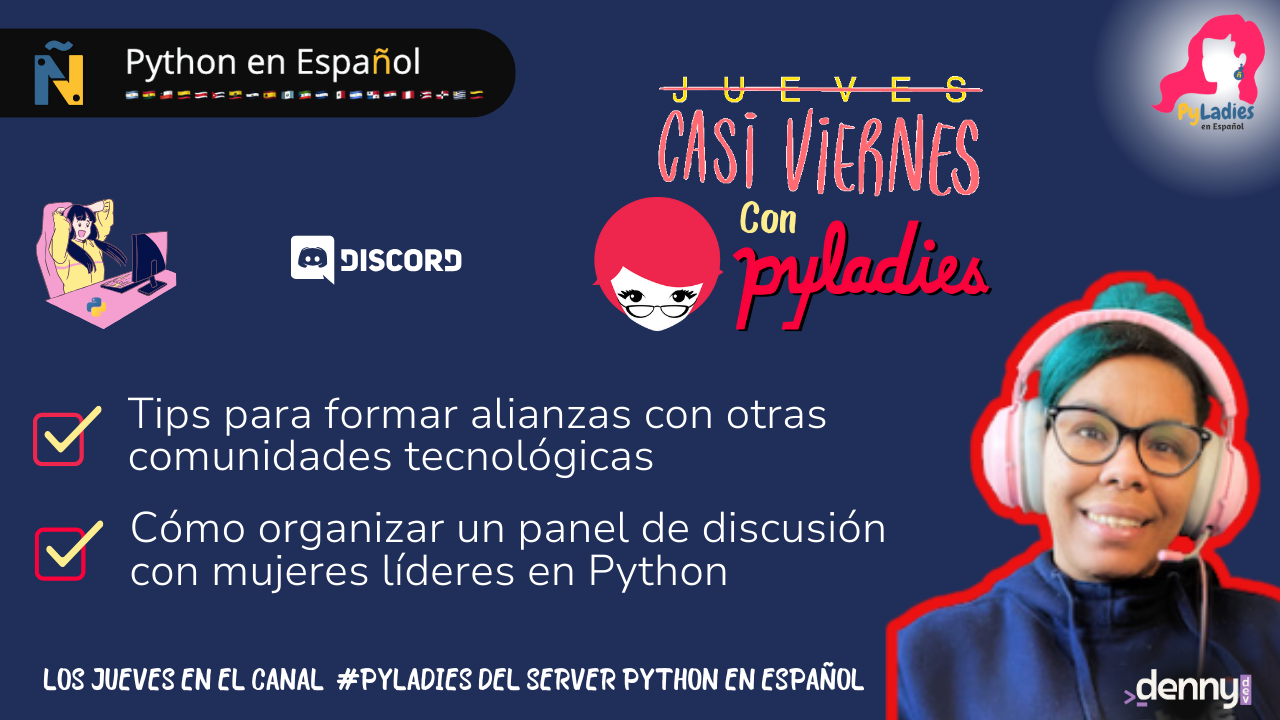 Python en Español
JUEVES
CASI VIERNES
Con
pyladies
PyLadies
en Español
DISCORD
Tips para formar alianzas con otras
comunidades tecnológicas
Cómo organizar un panel de discusión
con mujeres líderes en Python
LOS JUEVES EN EL CANAL #PYLADIES DEL SERVER PYTHON EN ESPAÑOL
>_denny dev